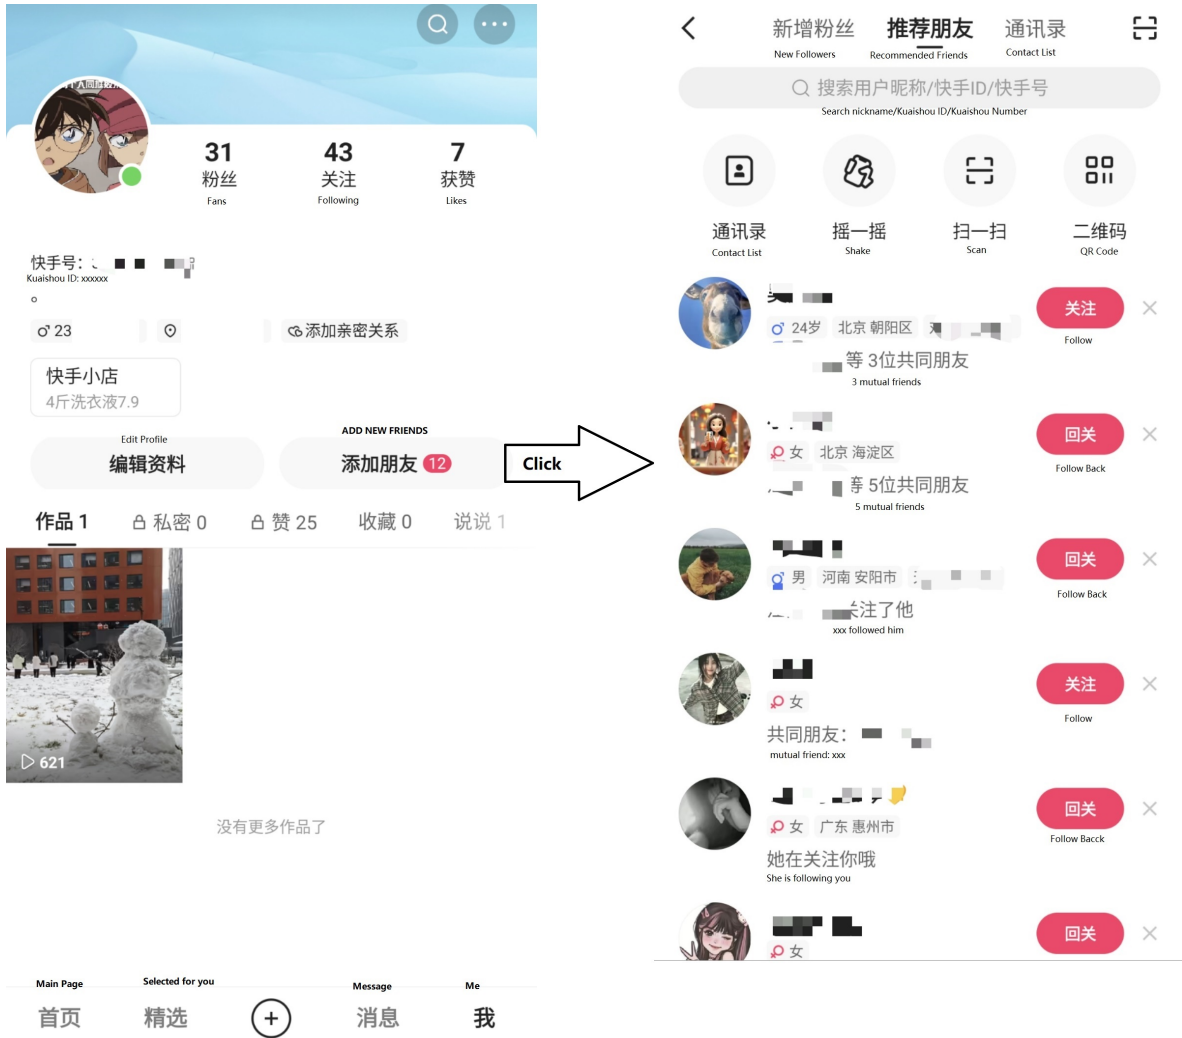 31
粉丝
Fans
43
关注
Following
7
获赞
Likes
快手号：
Kuaishou ID: xxxxxx
。
♂ 23
添加亲密关系
快手小店
4斤洗衣液7.9
Edit Profile
编辑资料
ADD NEW FRIENDS
添加朋友 12
作品 1
私密 0
赞 25
收藏 0
说说 1
621
没有更多作品了
Main Page
首页
Selected for you
精选
+
Message
消息
Me
我
Click
新增粉丝
New Followers
推荐朋友
Recommended Friends
通讯录
Contact List
搜索用户昵称/快手ID/快手号
Search nickname/Kuaishou ID/Kuaishou Number
通讯录
Contact List
摇一摇
Shake
扫一扫
Scan
二维码
QR Code
♂ 24岁 北京 朝阳区
等 3位共同朋友
3 mutual friends
关注
Follow
♀ 女 北京 海淀区
等 5位共同朋友
5 mutual friends
回关
Follow Back
♂ 男 河南 安阳市
关注了他
xxx followed him
回关
Follow Back
♀ 女
共同朋友：
mutual friend: xxx
关注
Follow
♀ 女 广东 惠州市
她在关注你哦
She is following you
回关
Follow Bacck
♀ 女
回关